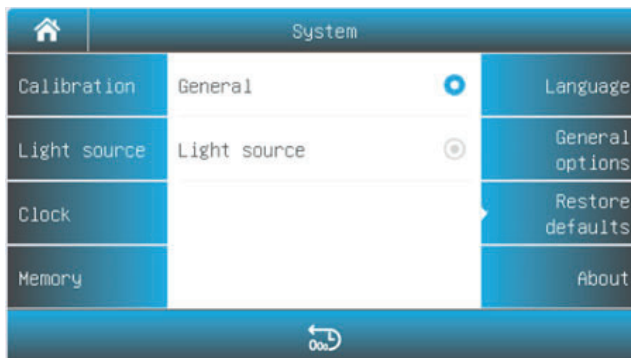 System
Calibration
Light source
Clock
Memory
General
Light source
Language
General
options
Restore
defaults
About